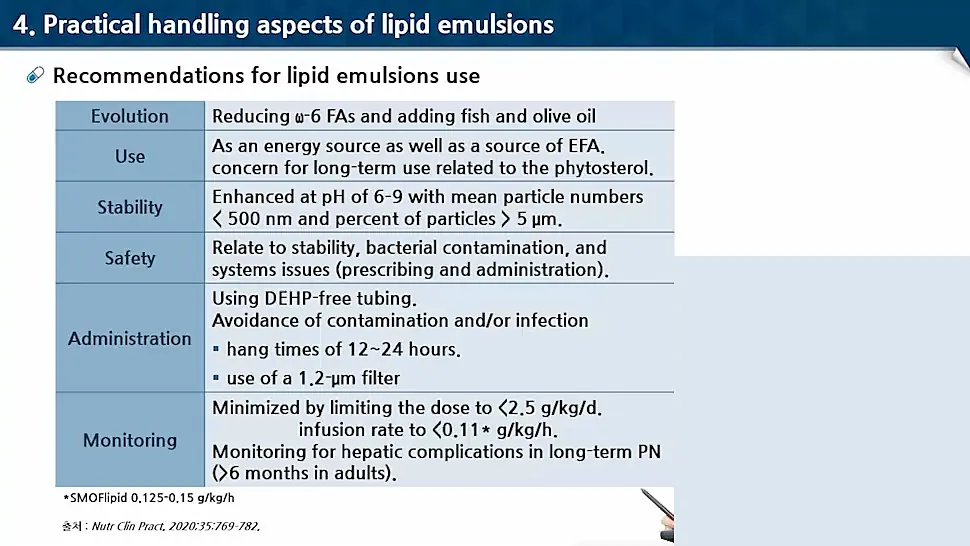 4. Practical handling aspects of lipid emulsions
Recommendations for lipid emulsions use
Evolution
Reducing ω-6 FAs and adding fish and olive oil
Use
As an energy source as well as a source of EFA.
concern for long-term use related to the phytosterol.
Stability
Enhanced at pH of 6-9 with mean particle numbers
< 500 nm and percent of particles > 5 μm.
Safety
Relate to stability, bacterial contamination, and
systems issues (prescribing and administration).
Administration
Using DEHP-free tubing.
Avoidance of contamination and/or infection
▪ hang times of 12~24 hours.
▪ use of a 1.2-μm filter
Monitoring
Minimized by limiting the dose to <2.5 g/kg/d.
infusion rate to <0.11* g/kg/h.
Monitoring for hepatic complications in long-term PN
(>6 months in adults).
*SMOFlipid 0.125-0.15 g/kg/h
출처 : Nutr Clin Pract. 2020;35:769-782.